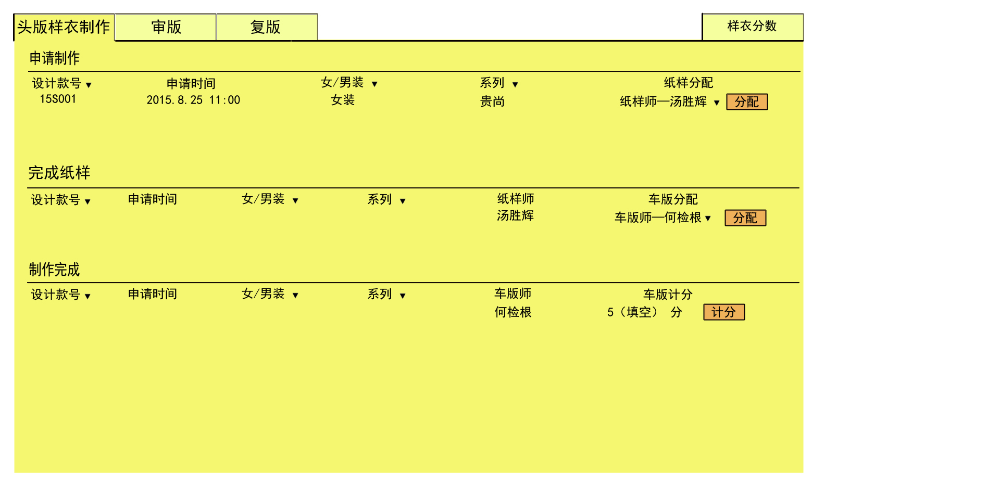 头版样衣制作 审版 复版 样衣分数
申请制作
设计款号▼ 申请时间 女/男装 ▼ 系列 ▼ 纸样分配
15S001 2015.8.25 11:00 女装 贵尚 纸样师—汤胜辉 ▼ 分配
完成纸样
设计款号▼ 申请时间 女/男装 ▼ 系列 ▼ 纸样师 车版分配
汤胜辉 车版师—何检根▼ 分配
制作完成
设计款号▼ 申请时间 女/男装 ▼ 系列 ▼ 车版师 车版计分
何检根 5（填空） 分 计分